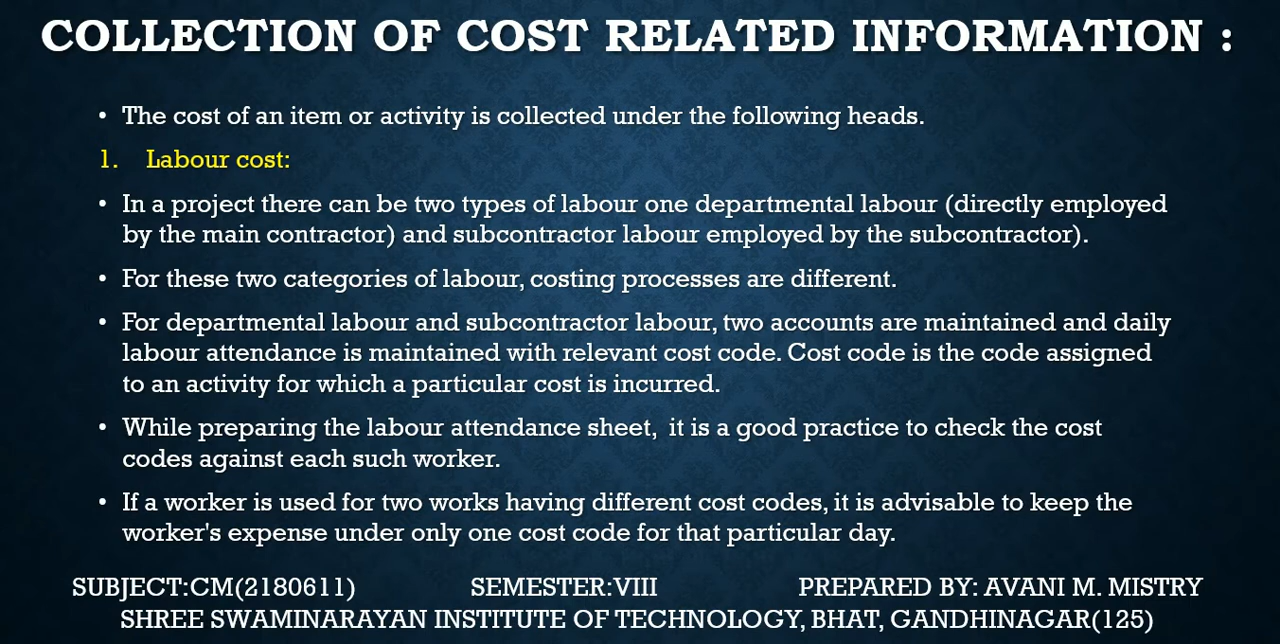 COLLECTION OF COST RELATED INFORMATION :
• The cost of an item or activity is collected under the following heads.
1. Labour cost:
• In a project there can be two types of labour one departmental labour (directly employed
by the main contractor) and subcontractor labour employed by the subcontractor).
• For these two categories of labour, costing processes are different.
• For departmental labour and subcontractor labour, two accounts are maintained and daily
labour attendance is maintained with relevant cost code. Cost code is the code assigned
to an activity for which a particular cost is incurred.
• While preparing the labour attendance sheet, it is a good practice to check the cost
codes against each such worker.
• If a worker is used for two works having different cost codes, it is advisable to keep the
worker's expense under only one cost code for that particular day.
SUBJECT:CM(2180611) SEMESTER:VIII PREPARED BY: AVANI M. MISTRY
SHREE SWAMINARAYAN INSTITUTE OF TECHNOLOGY, BHAT, GANDHINAGAR(125)